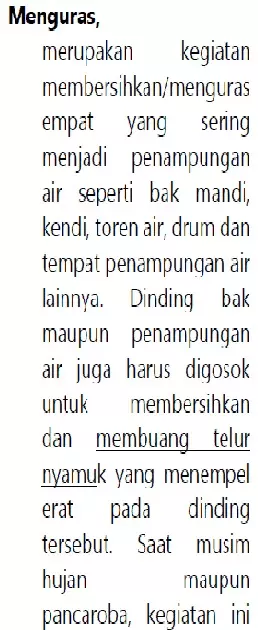 Menguras,
merupakan kegiatan
membersihkan/menguras
empat yang sering
menjadi penampungan
air seperti bak mandi,
kendi, toren air, drum dan
tempat penampungan air
lainnya. Dinding bak
maupun penampungan
air juga harus digosok
untuk membersihkan
dan membuang telur
nyamuk yang menempel
erat pada dinding
tersebut. Saat musim
hujan maupun
pancaroba, kegiatan ini